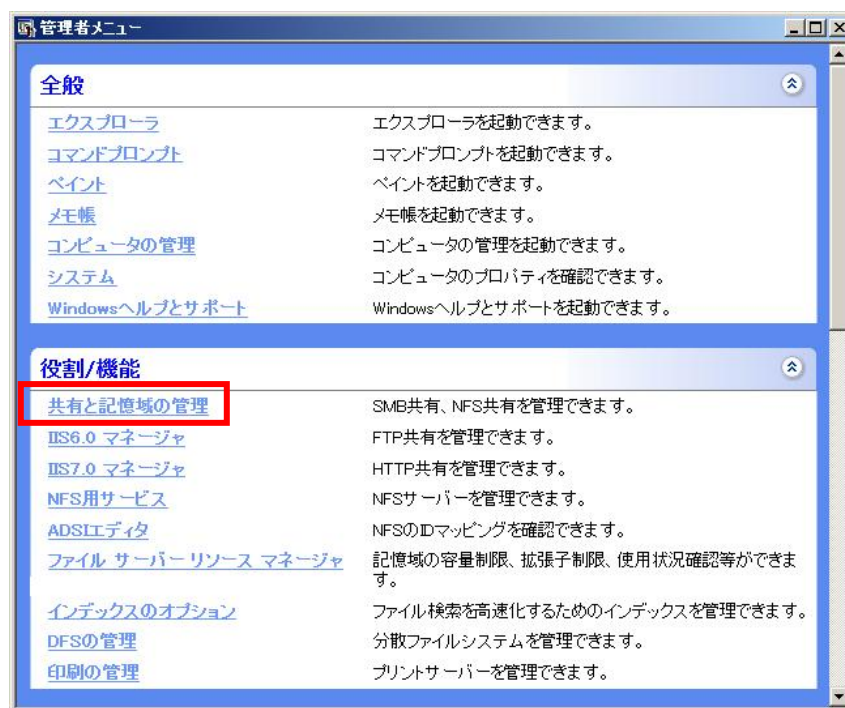 管理者メニュー
全般
エクスプローラ エクスプローラを起動できます。
コマンドプロンプト コマンドプロンプトを起動できます。
ペイント ペイントを起動できます。
メモ帳 メモ帳を起動できます。
コンピュータの管理 コンピュータの管理を起動できます。
システム コンピュータのプロパティを確認できます。
Windowsヘルプとサポート Windowsヘルプとサポートを起動できます。
役割/機能
共有と記憶域の管理 SMB共有、NFS共有を管理できます。
IIS6.0 マネージャ FTP共有を管理できます。
IIS7.0 マネージャ HTTP共有を管理できます。
NFS用サービス NFSサーバーを管理できます。
ADSIエディタ NFSのIDマッピングを確認できます。
ファイル サーバー リソース マネージャ 記憶域の容量制限、拡張子制限、使用状況確認等ができま
す。
インデックスのオプション ファイル検索を高速化するためのインデックスを管理できます。
DFSの管理 分散ファイルシステムを管理できます。
印刷の管理 プリントサーバーを管理できます。